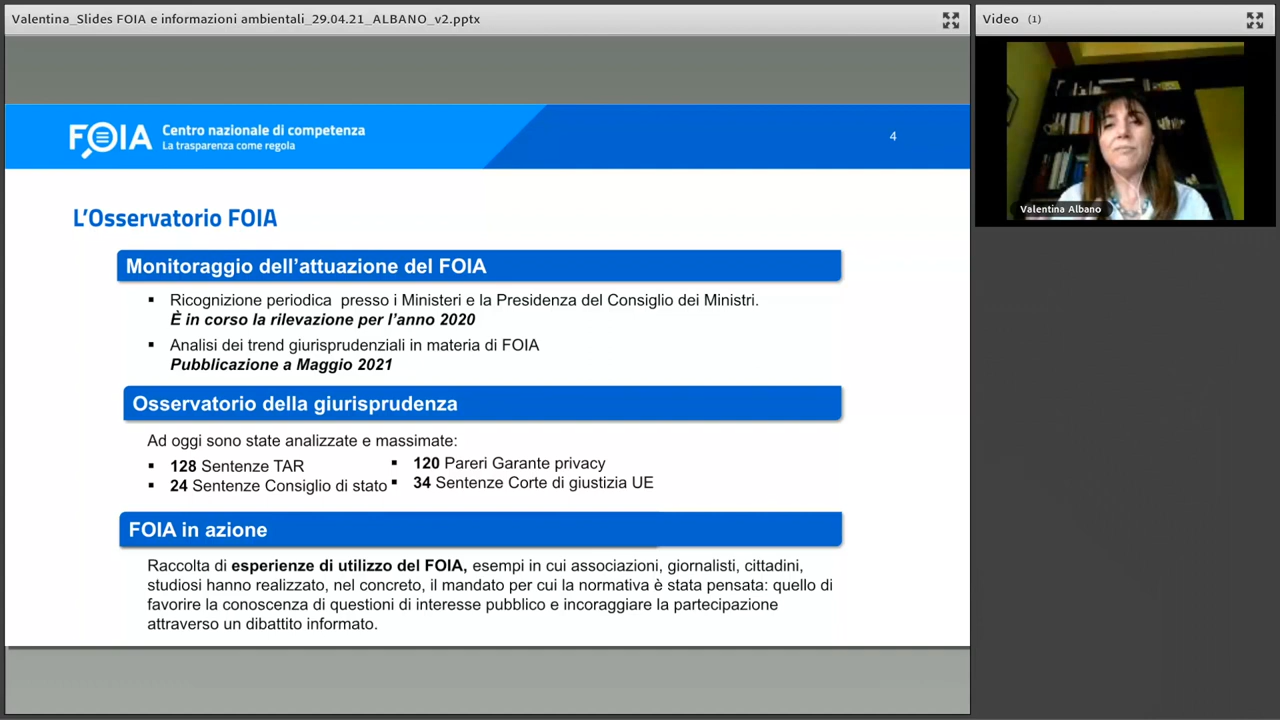 Valentina_Slides FOIA e informazioni ambientali_29.04.21_ALBANO_v2.pptx
Video (1)
FOIA
Centro nazionale di competenza
La trasparenza come regola
4
Valentina Albano
L’Osservatorio FOIA
Monitoraggio dell’attuazione del FOIA
▪ Ricognizione periodica presso i Ministeri e la Presidenza del Consiglio dei Ministri.
È in corso la rilevazione per l’anno 2020
▪ Analisi dei trend giurisprudenziali in materia di FOIA
Pubblicazione a Maggio 2021
Osservatorio della giurisprudenza
Ad oggi sono state analizzate e massimate:
▪ 128 Sentenze TAR
▪ 24 Sentenze Consiglio di stato
▪ 120 Pareri Garante privacy
▪ 34 Sentenze Corte di giustizia UE
FOIA in azione
Raccolta di esperienze di utilizzo del FOIA, esempi in cui associazioni, giornalisti, cittadini,
studiosi hanno realizzato, nel concreto, il mandato per cui la normativa è stata pensata: quello di
favorire la conoscenza di questioni di interesse pubblico e incoraggiare la partecipazione
attraverso un dibattito informato.